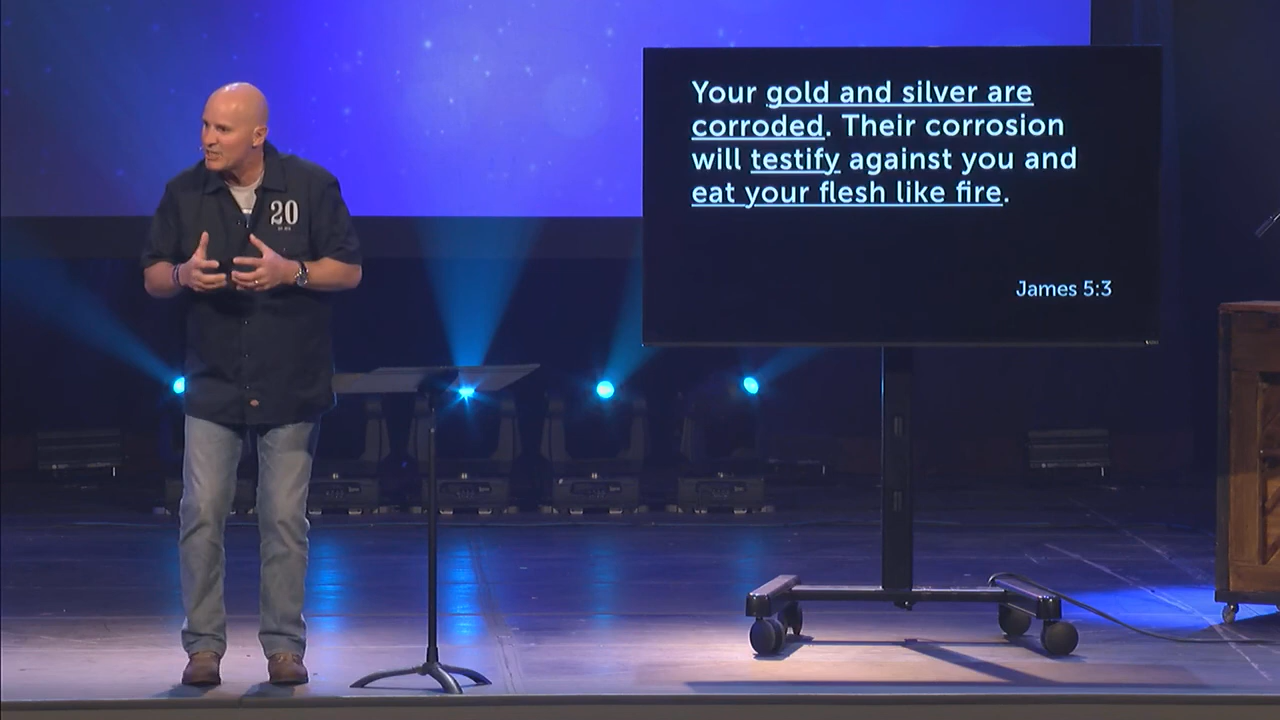 Your gold and silver are
corroded. Their corrosion
will testify against you and
eat your flesh like fire.
James 5:3
20